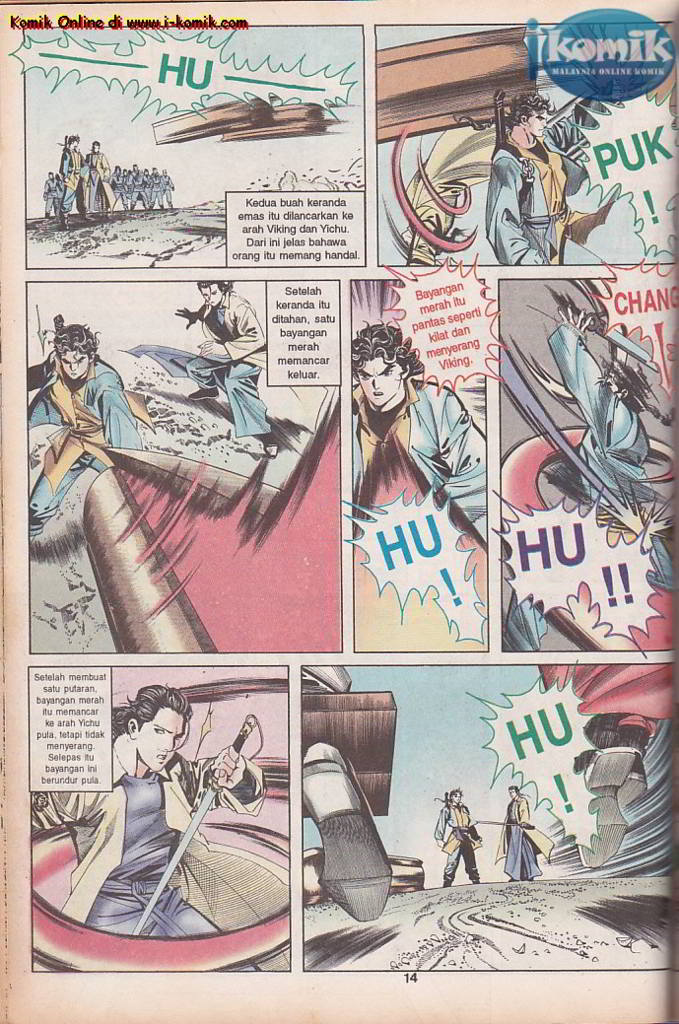 Komik Online di www.i-komik.com
ikomik
MALAYSIA ONLINE KOMIK
HU
Kedua buah keranda
emas itu dilancarkan ke
arah Viking dan Yichu.
Dari ini jelas bahawa
orang itu memang handal.
PUK
!
Setelah
keranda itu
ditahan, satu
bayangan
merah
memancar
keluar.
Bayangan
merah itu
pantas seperti
kilat dan
menyerang
Viking.
HU
!
CHANG
HU
!!
Setelah membuat
satu putaran,
bayangan merah
itu memancar
ke arah Yichu
pula, tetapi tidak
menyerang.
Selepas itu
bayangan ini
berundur pula.
HU
!
14